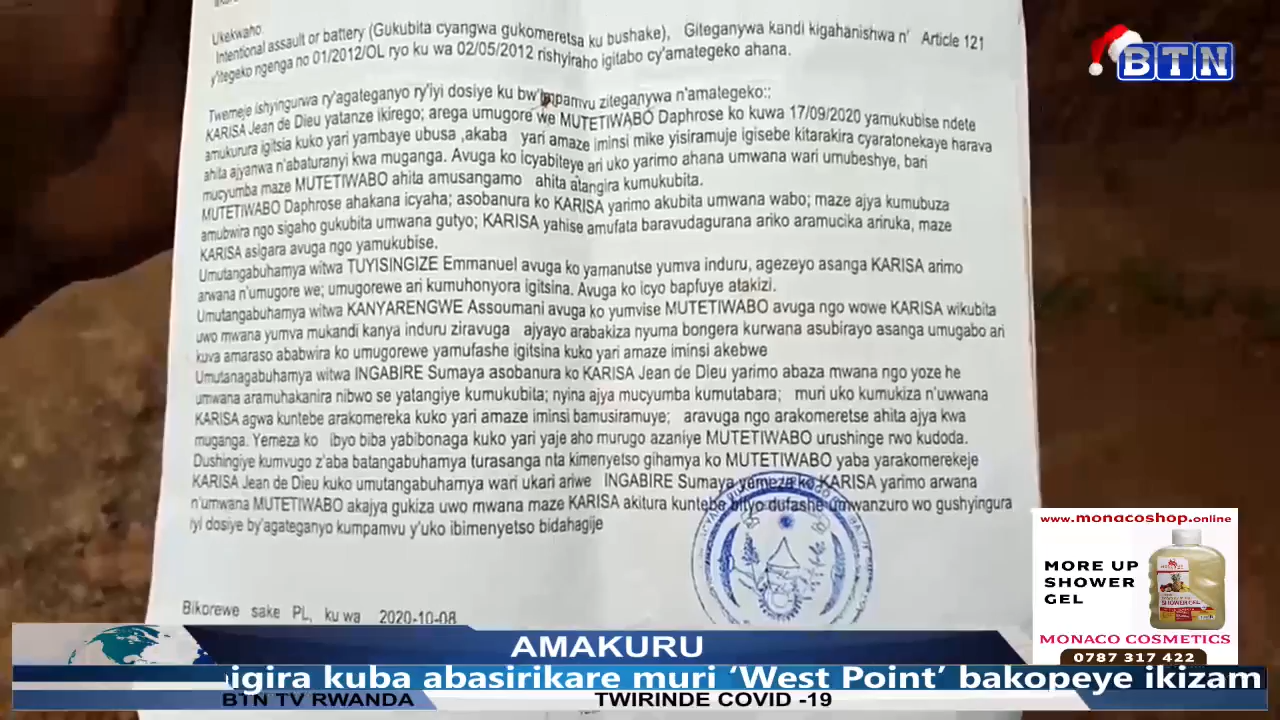 Ukekwaho:
Intentional assault or battery (Gukubita cyangwa gukomeretsa ku bushake), Giteganywa kandi kigahanishwa n' Article 121
y'itegeko ngenga no 01/2012/OL ryo ku wa 02/05/2012 rishyiraho igitabo cy'amategeko ahana.
Twemeje ishyingurwa ry'agateganyo ry'iyi dosiye ku bw'impamvu ziteganywa n'amategeko::
KARISA Jean de Dieu yatanze ikirego; arega umugore we MUTETIWABO Daphrose ko kuwa 17/09/2020 yamukubise ndete
amukurura igitsia kuko yari yambaye ubusa ,akaba yari amaze iminsi mike yisiramuje igisebe kitarakira cyaratonekaye harava
ahita ajyanwa n'abaturanyi kwa muganga. Avuga ko icyabiteye ari uko yarimo ahana umwana wari umubeshye, bari
mucyumba maze MUTETIWABO ahita amusangamo ahita atangira kumukubita.
MUTETIWABO Daphrose ahakana icyaha; asobanura ko KARISA yarimo akubita umwana wabo; maze ajya kumubuza
amubwira ngo sigaho gukubita umwana gutyo; KARISA yahise amufata baravudagurana ariko aramucika ariruka, maze
KARISA asigara avuga ngo yamukubise.
Umutangabuhamya witwa TUYISINGIZE Emmanuel avuga ko yamanutse yumva induru, agezeyo asanga KARISA arimo
arwana n'umugore we; umugorewe ari kumuhonyora igitsina. Avuga ko icyo bapfuye atakizi.
Umutangabuhamya witwa KANYARENGWE Assoumani avuga ko yumvise MUTETIWABO avuga ngo wowe KARISA wikubita
uwo mwana yumva mukandi kanya induru ziravuga ajyayo arabakiza nyuma bongera kurwana asubirayo asanga umugabo ari
kuva amaraso ababwira ko umugorewe yamufashe igitsina kuko yari amaze iminsi akebwe
Umutanagabuhamya witwa INGABIRE Sumaya asobanura ko KARISA Jean de Dieu yarimo abaza mwana ngo yoze he
umwana aramuhakanira nibwo se yatangiye kumukubita; nyina ajya mucyumba kumutabara; muri uko kumukiza n'uwwana
KARISA agwa kuntebe arakomereka kuko yari amaze iminsi bamusiramuye; aravuga ngo arakomeretse ahita ajya kwa
muganga. Yemeza ko ibyo biba yabibonaga kuko yari yaje aho murugo azaniye MUTETIWABO urushinge rwo kudoda.
Dushingiye kumvugo z'aba batangabuhamya turasanga nta kimenyetso gihamya ko MUTETIWABO yaba yarakomerekeje
KARISA Jean de Dieu kuko umutangabuhamya wari ukari ariwe INGABIRE Sumaya yemeza ko KARISA yarimo arwana
n'umwana MUTETIWABO akajya gukiza uwo mwana maze KARISA akitura kuntebe bityo dufashe umwanzuro wo gushyingura
iyi dosiye by'agateganyo kumpamvu y'uko ibimenyetso bidahagije
Bikorewe sake PL, ku wa 2020-10-08
BTN
www.monacoshop.online
MORE UP
SHOWER
GEL
SHOWER GEL
MONACO COSMETICS
0787 317 422
AMAKURU
igira kuba abasirikare muri ‘West Point’ bakopeye ikizam
BTN TV RWANDA
TWIRINDE COVID -19